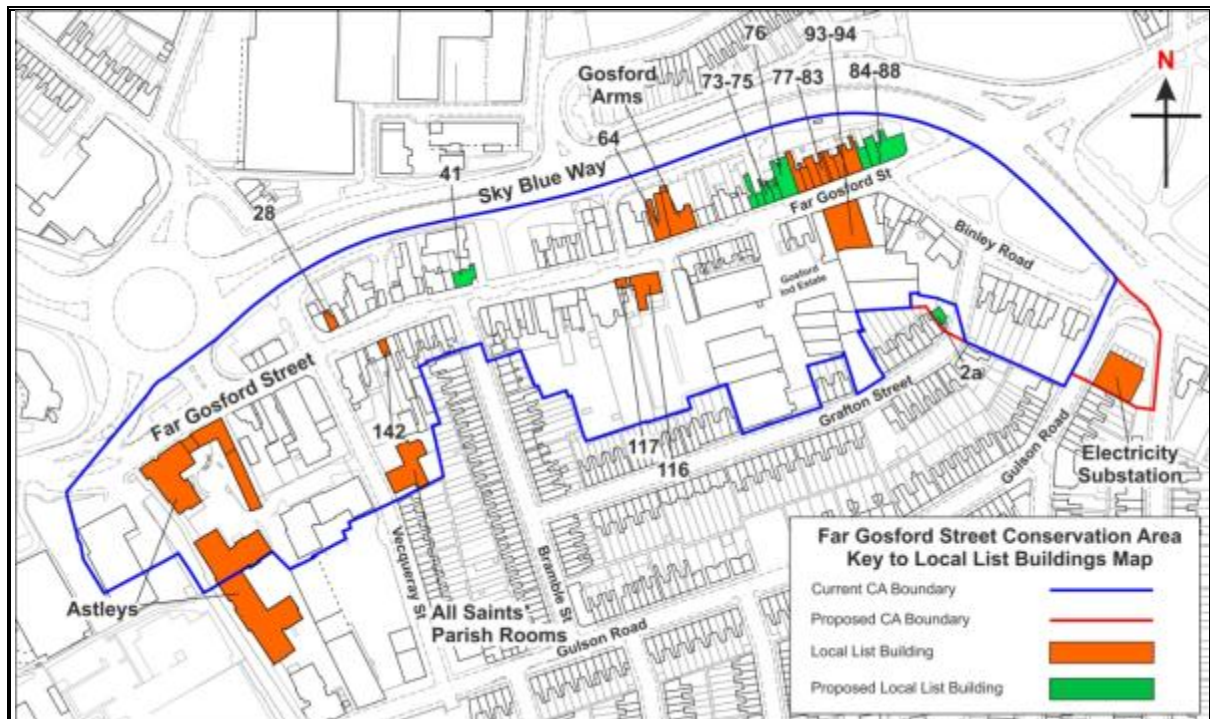 76
93-94
Gosford
Arms
73-75
77-83
84-88
N
64
41
Sky Blue Way
28
Far Gosford St
Binley Road
Gosford
Ind Estate
Far Gosford Street
2a
142
Grafton Street
117
116
Gulson Road
Electricity
Substation
Astleys
Vecqueray St
Bramble St
All Saints'
Parish Rooms
Gulson Road
Far Gosford Street Conservation Area
Key to Local List Buildings Map
Current CA Boundary
Proposed CA Boundary
Local List Building
Proposed Local List Building